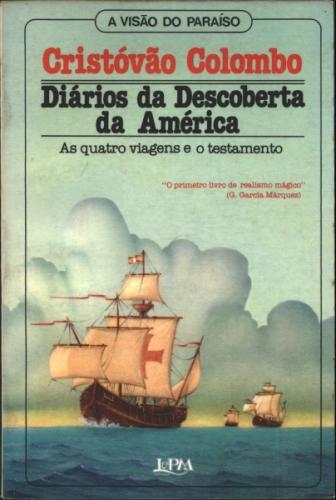 A VISÃO DO PARAÍSO
Cristóvão Colombo
Diários da Descoberta
da América
As quatro viagens e o testamento
"O primeiro livro de realismo mágico"
(G. García Márquez)
L&PM